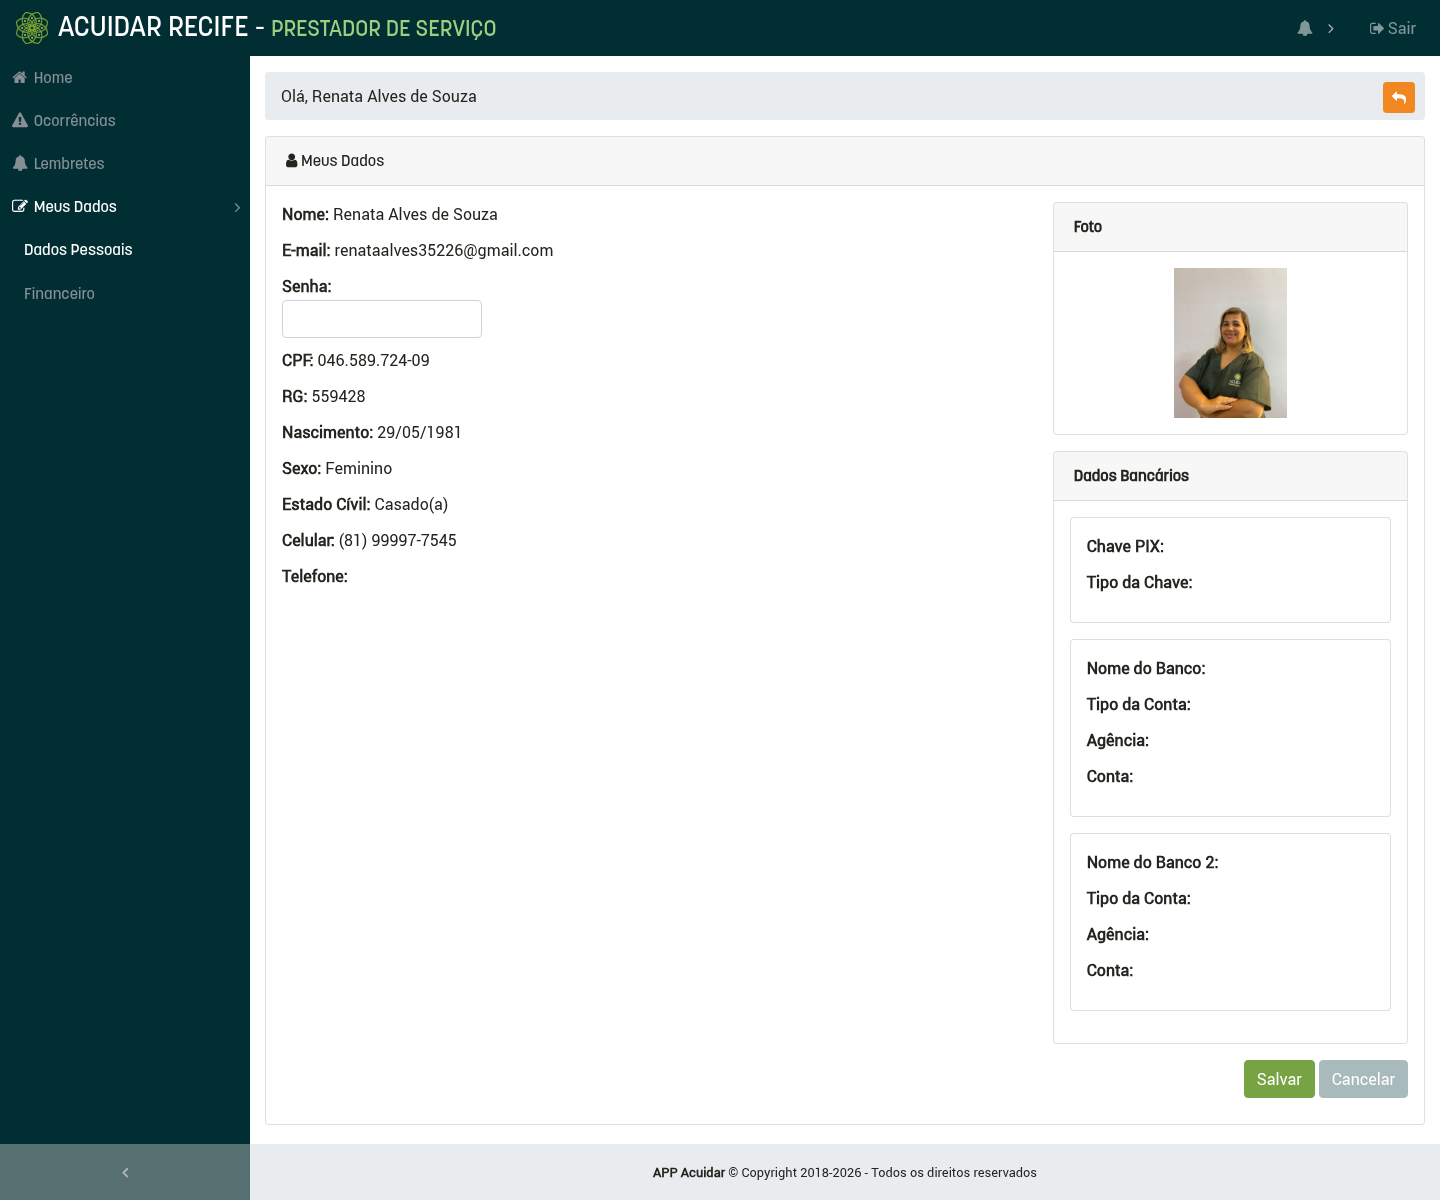 ACUIDAR RECIFE - PRESTADOR DE SERVIÇO
Sair
Home
Ocorrências
Lembretes
Meus Dados
Dados Pessoais
Financeiro
Olá, Renata Alves de Souza
Meus Dados
Nome: Renata Alves de Souza
E-mail: renataalves35226@gmail.com
Senha:
CPF: 046.589.724-09
RG: 559428
Nascimento: 29/05/1981
Sexo: Feminino
Estado Cívil: Casado(a)
Celular: (81) 99997-7545
Telefone:
Foto
Dados Bancários
Chave PIX:
Tipo da Chave:
Nome do Banco:
Tipo da Conta:
Agência:
Conta:
Nome do Banco 2:
Tipo da Conta:
Agência:
Conta:
Salvar
Cancelar
APP Acuidar © Copyright 2018-2026 - Todos os direitos reservados